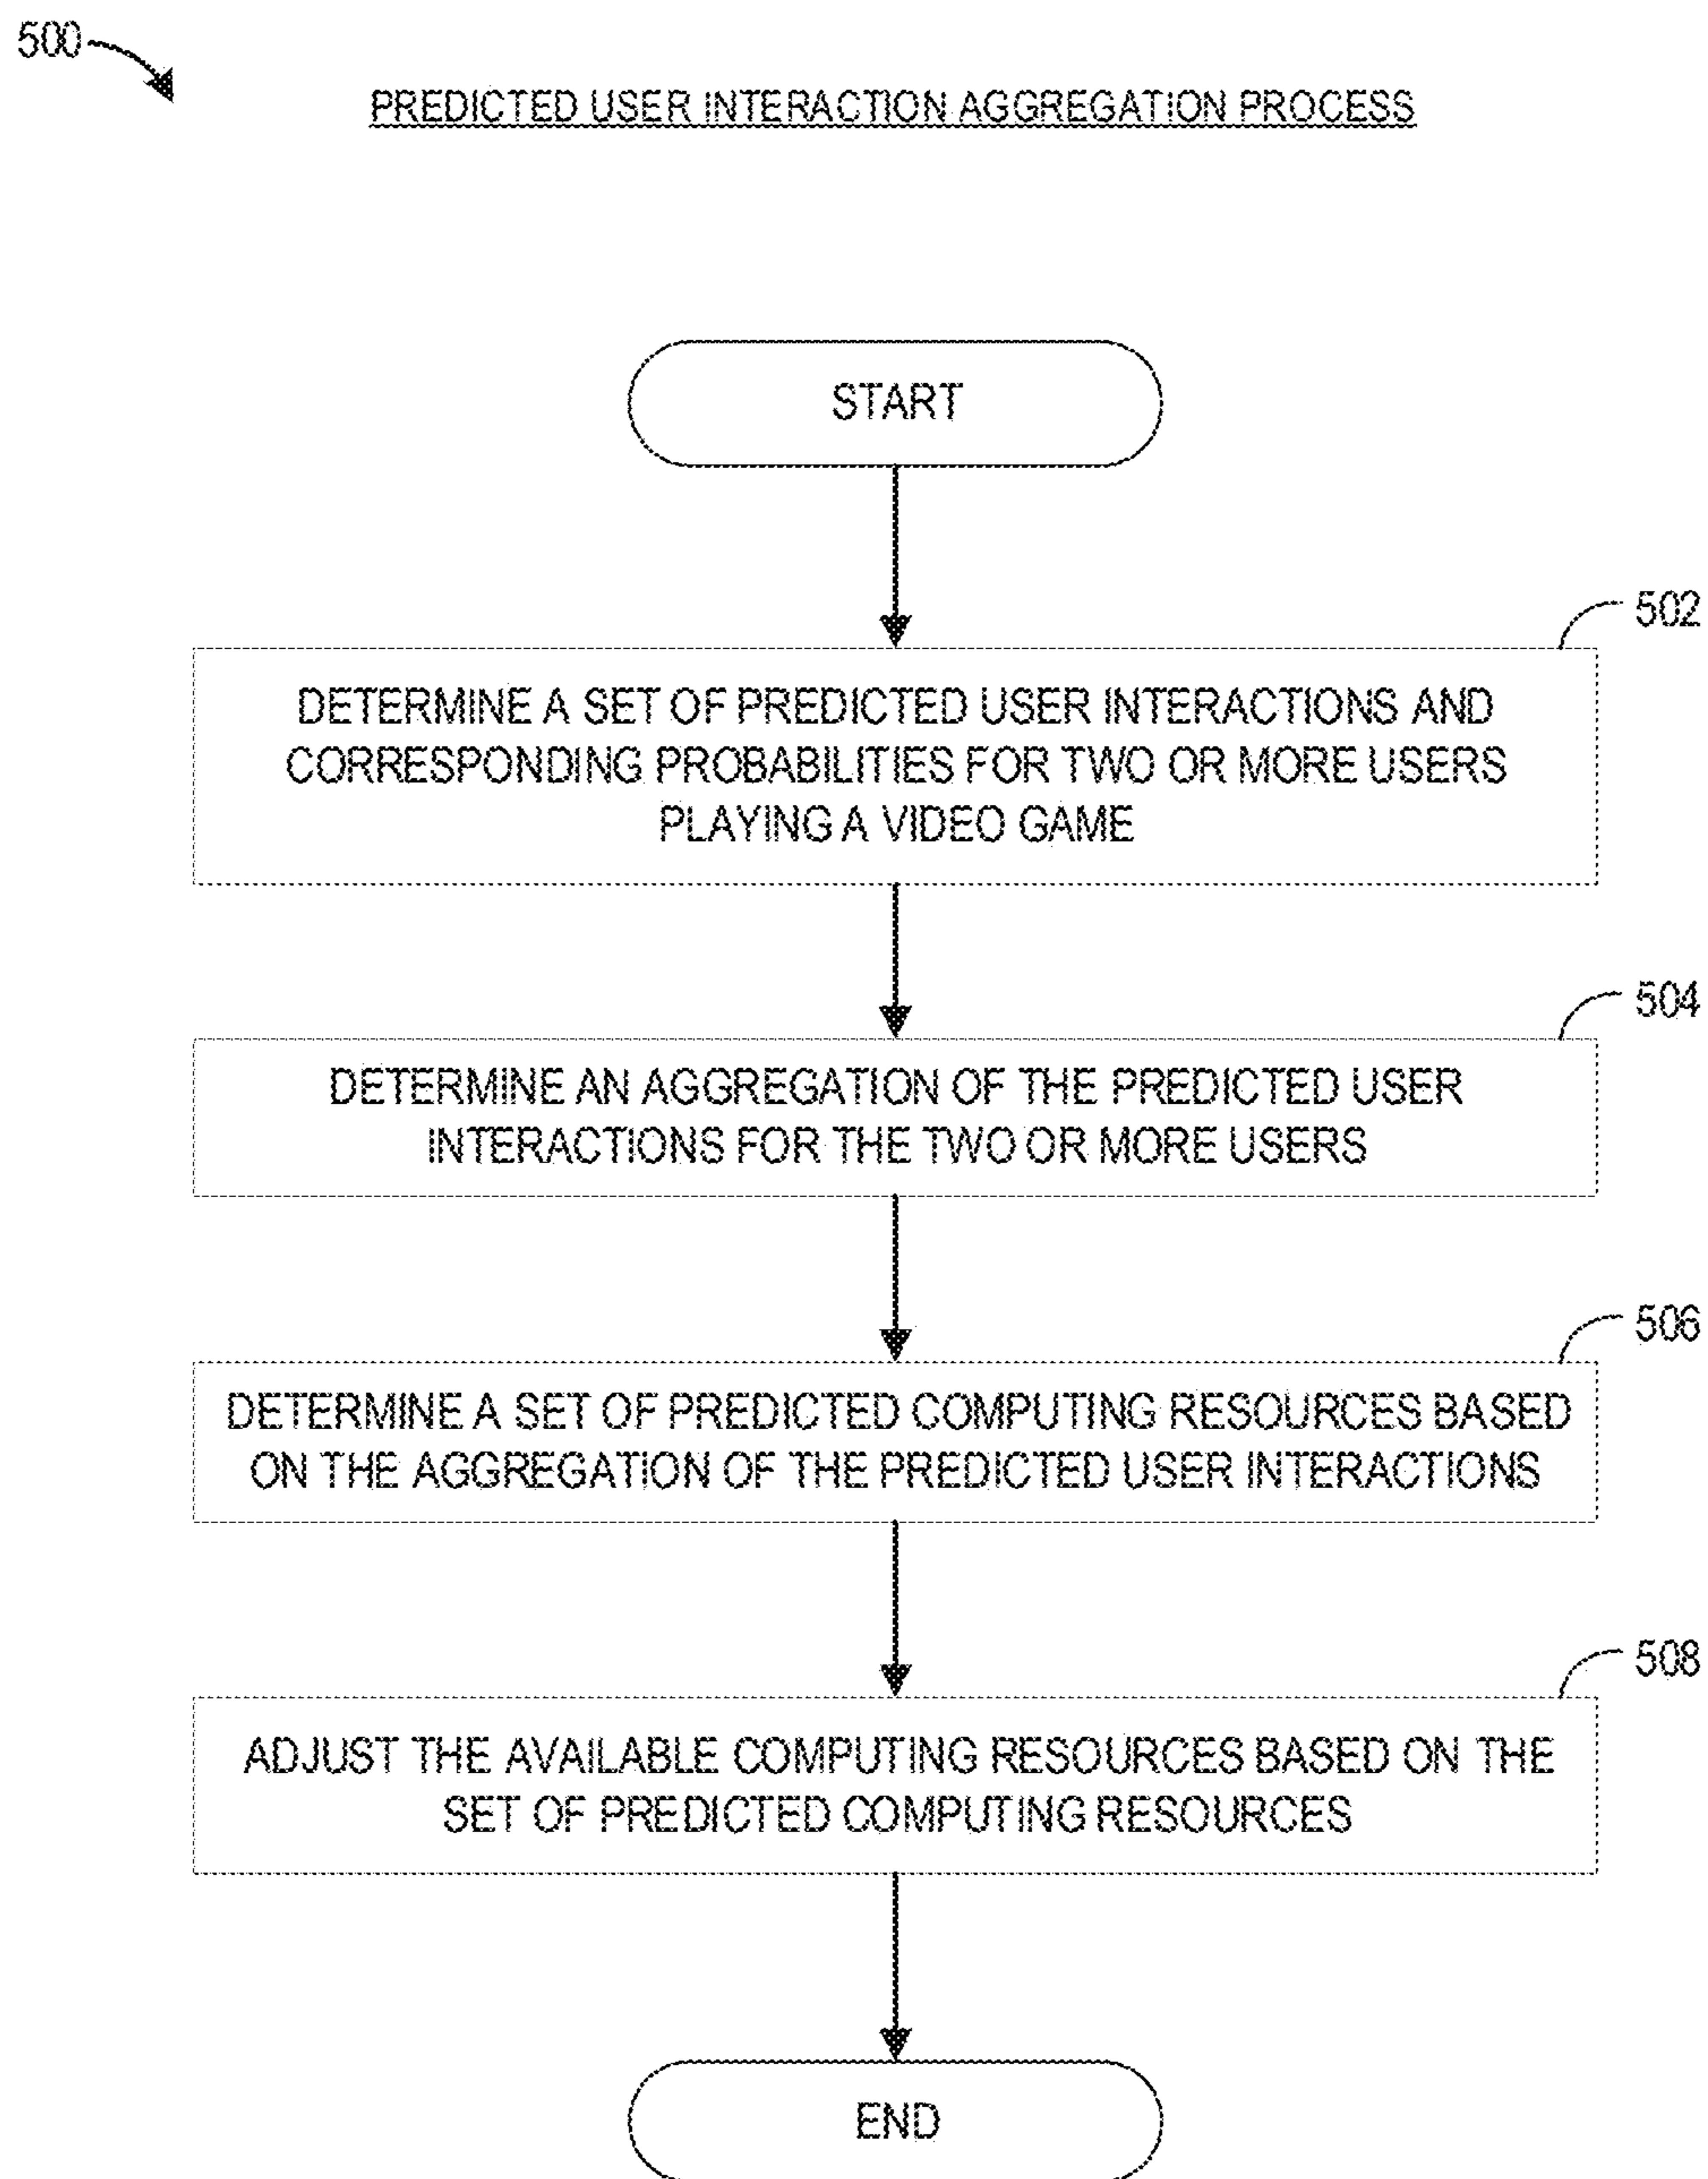 500
PREDICTED USER INTERACTION AGGREGATION PROCESS
START
502
DETERMINE A SET OF PREDICTED USER INTERACTIONS AND
CORRESPONDING PROBABILITIES FOR TWO OR MORE USERS
PLAYING A VIDEO GAME
504
DETERMINE AN AGGREGATION OF THE PREDICTED USER
INTERACTIONS FOR THE TWO OR MORE USERS
506
DETERMINE A SET OF PREDICTED COMPUTING RESOURCES BASED
ON THE AGGREGATION OF THE PREDICTED USER INTERACTIONS
508
ADJUST THE AVAILABLE COMPUTING RESOURCES BASED ON THE
SET OF PREDICTED COMPUTING RESOURCES
END